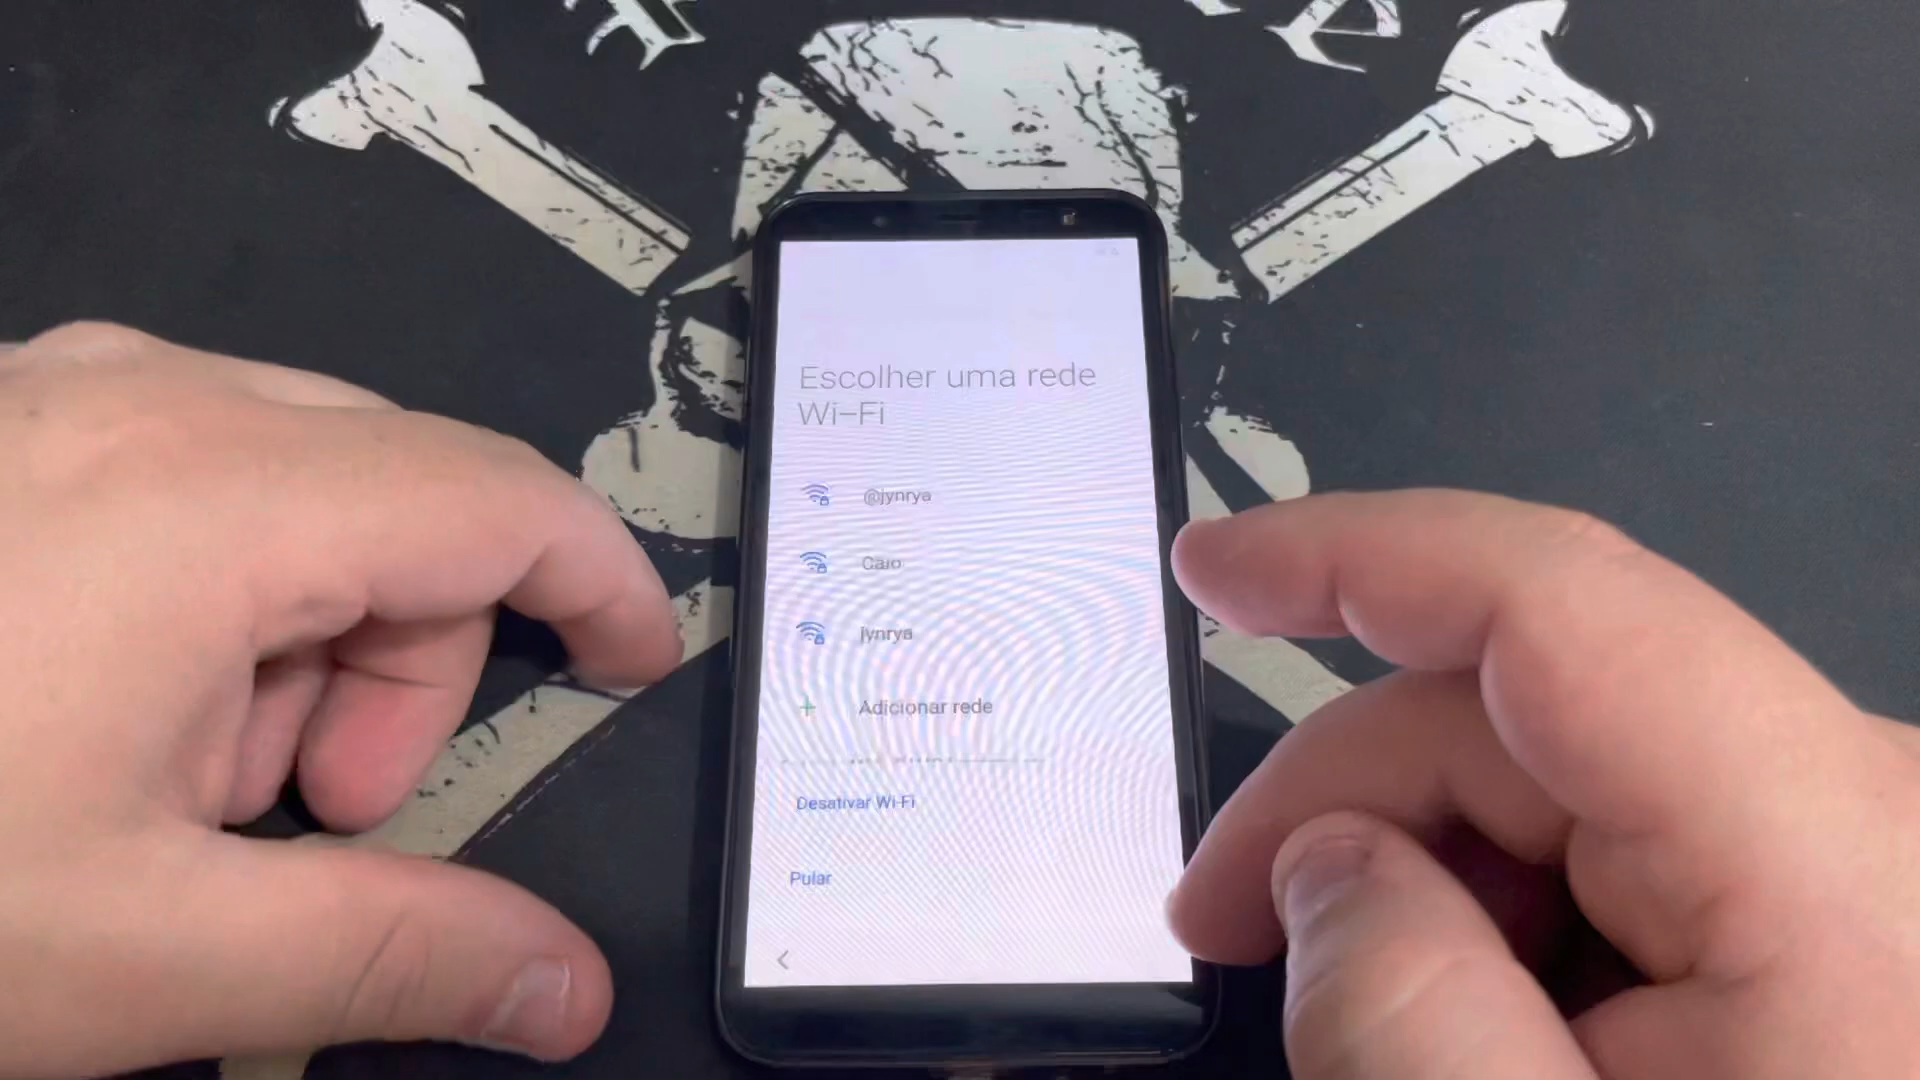 Escolher uma rede
Wi-Fi
@jynrya
Caio
jynrya
Adicionar rede
Desativar Wi-Fi
Pular